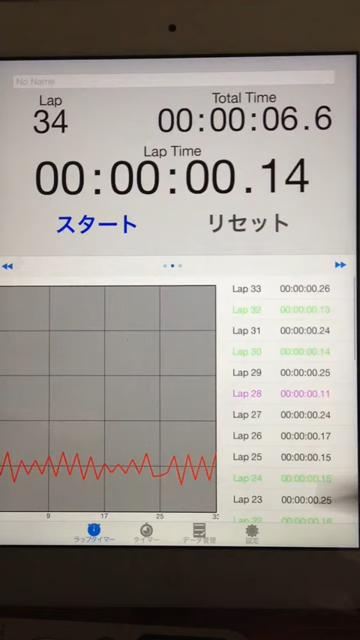 No Name
Lap
Total Time
34
00:00:06.6
Lap Time
00:00:00.14
スタート
リセット
Lap 33 00:00:00.26
Lap 32 00:00:00.13
Lap 31 00:00:00.24
Lap 30 00:00:00.14
Lap 29 00:00:00.25
Lap 28 00:00:00.11
Lap 27 00:00:00.24
Lap 26 00:00:00.17
Lap 25 00:00:00.15
Lap 24 00:00:00.15
Lap 23 00:00:00.25
9 17 25
ラップタイマー
タイマー
データ管理
設定